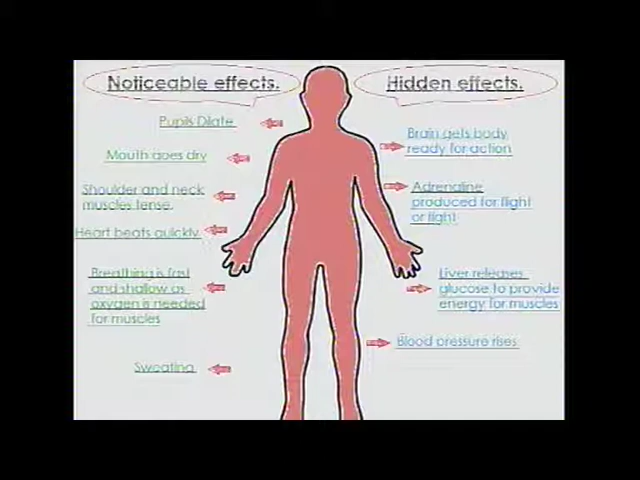 Noticeable effects.
Hidden effects.
Pupils Dilate
Mouth goes dry
Shoulder and neck
muscles tense.
Heart beats quickly.
Breathing is fast
and shallow as
oxygen is needed
for muscles
Sweating
Brain gets body
ready for action
Adrenaline
produced for flight
or fight
Liver releases
glucose to provide
energy for muscles
Blood pressure rises